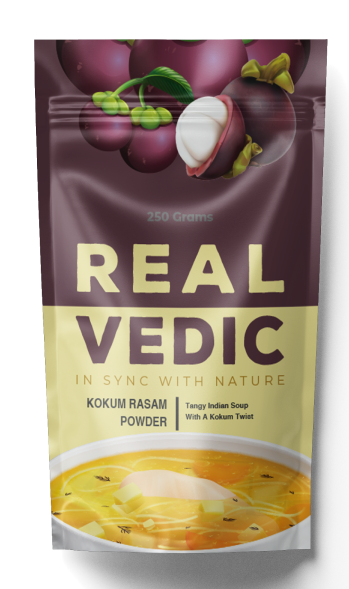 250 Grams
REAL
VEDIC
IN SYNC WITH NATURE
KOKUM RASAM
POWDER
Tangy Indian Soup
With A Kokum Twist